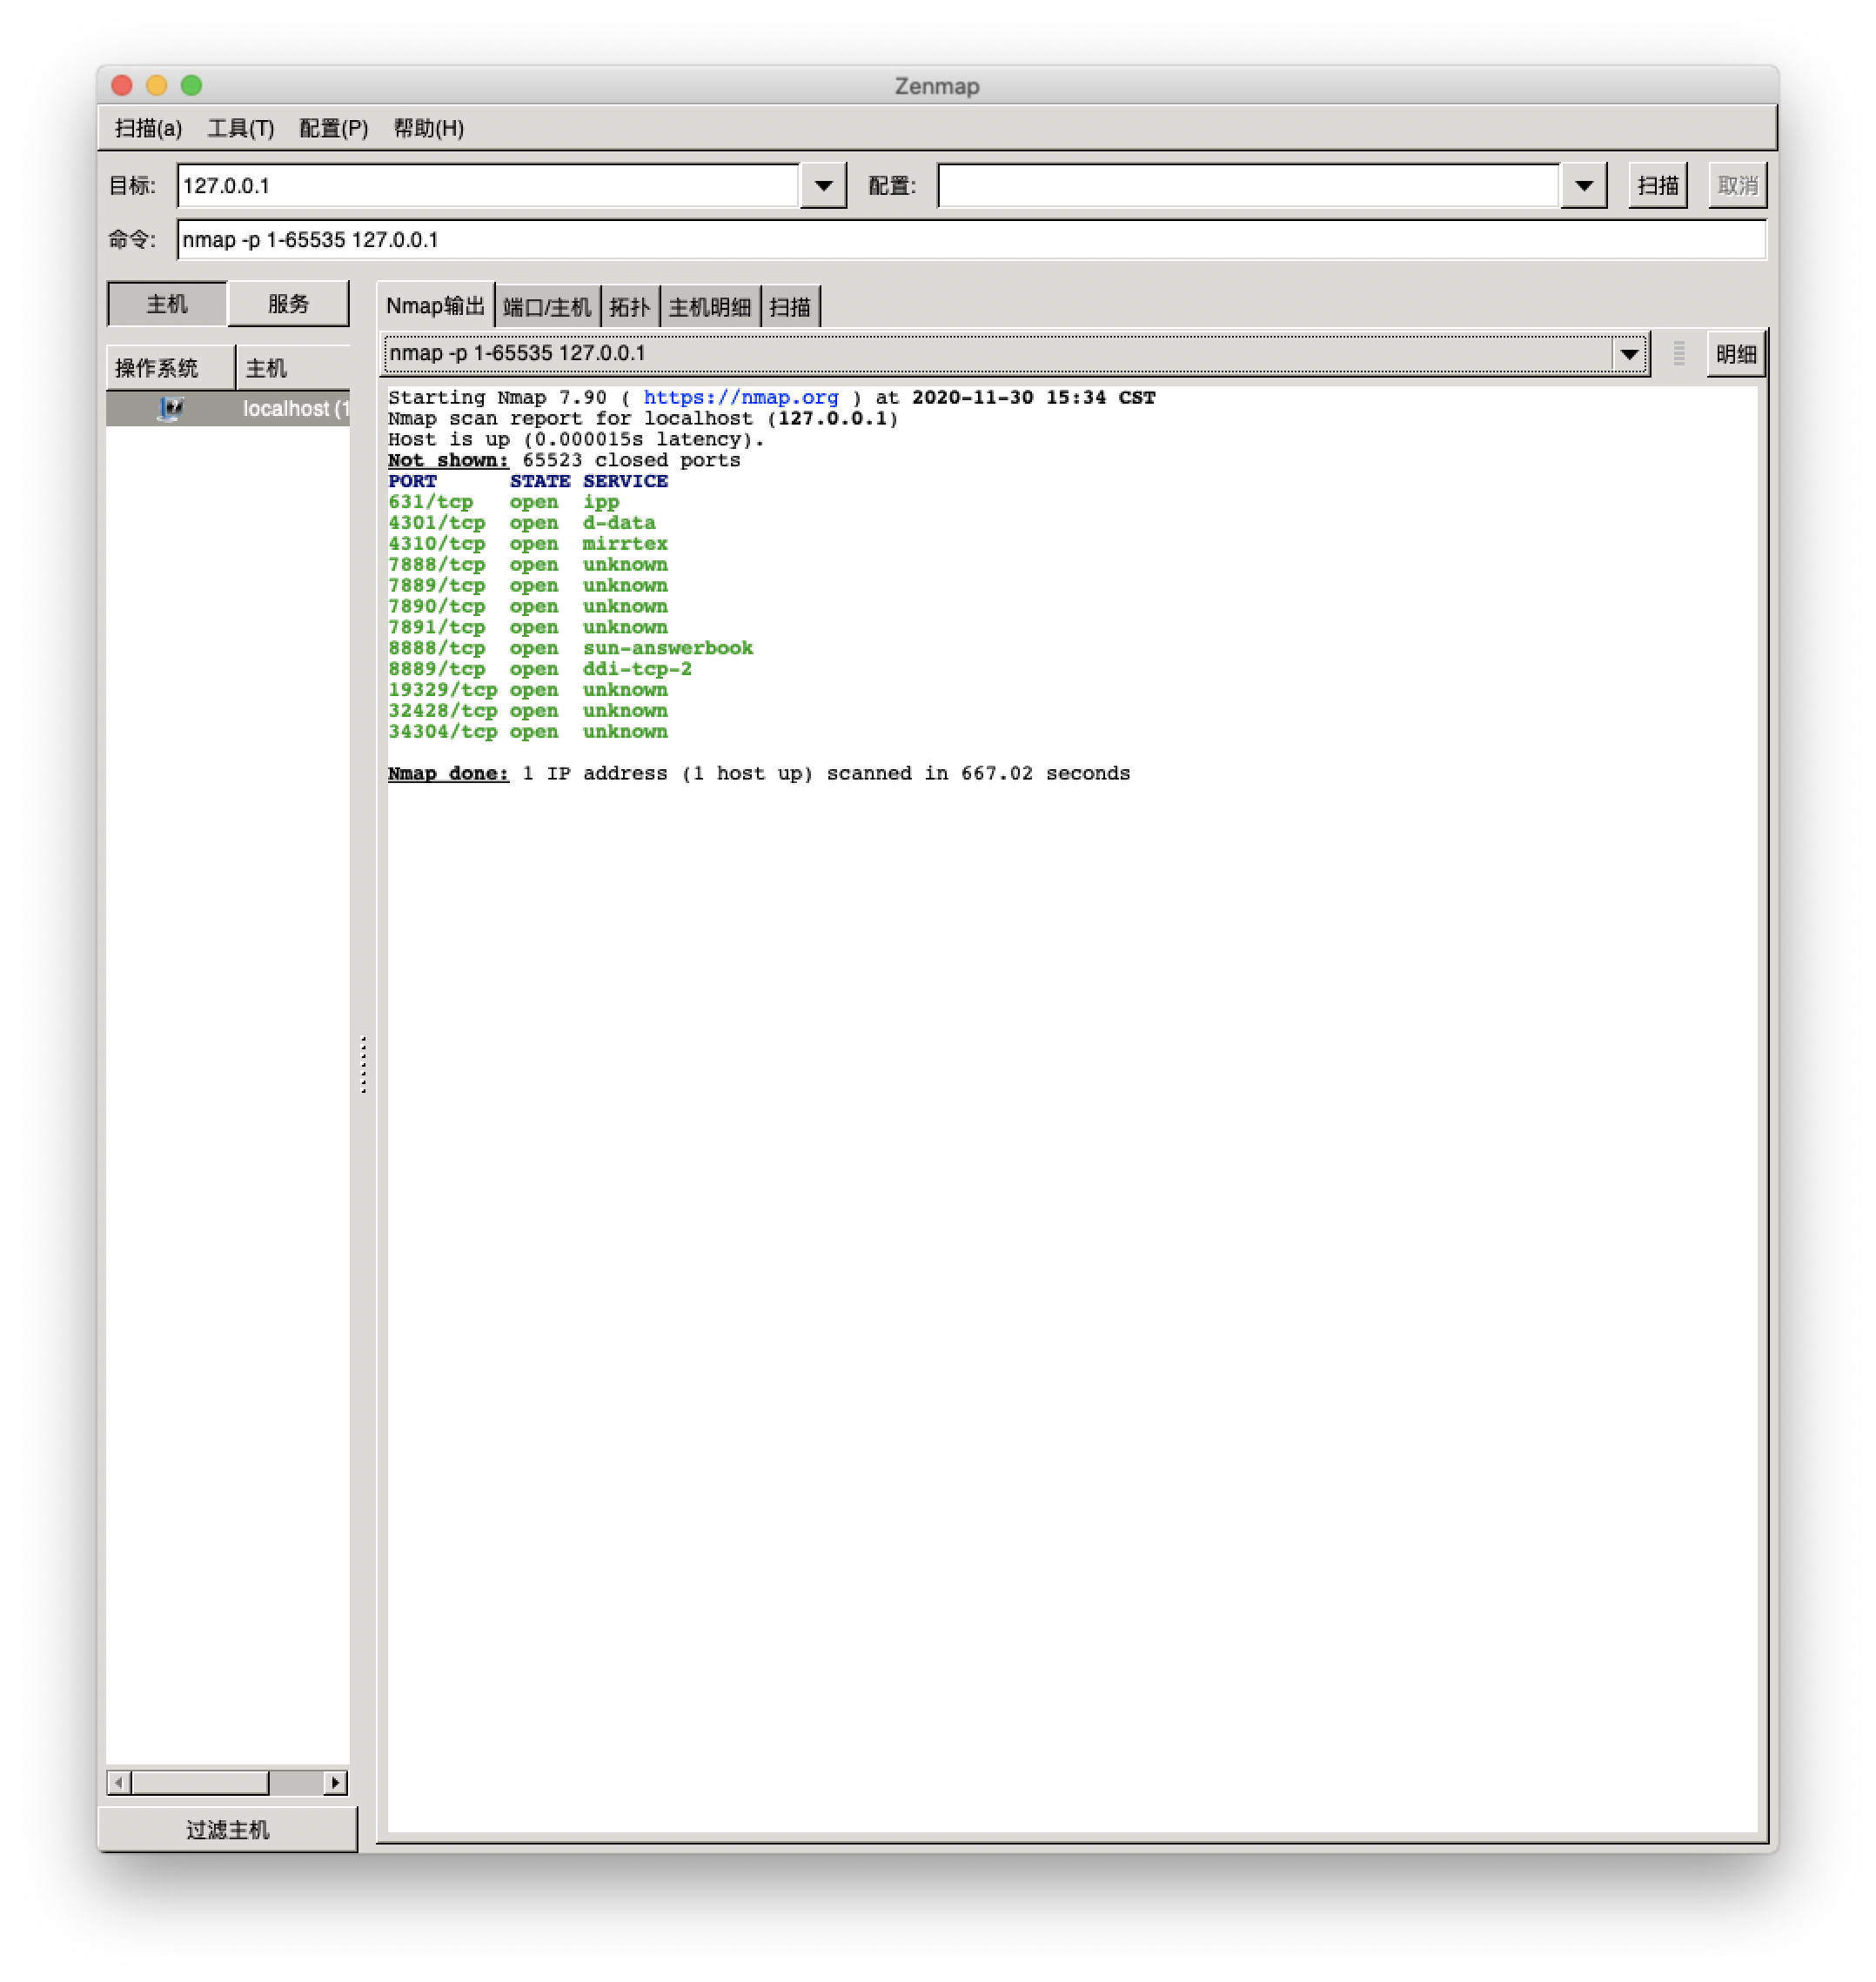 Zenmap
扫描(a) 工具(T) 配置(P) 帮助(H)
目标: 127.0.0.1 配置: 扫描 取消
命令: nmap -p 1-65535 127.0.0.1
主机 服务
Nmap输出 端口/主机 拓扑 主机明细 扫描
nmap -p 1-65535 127.0.0.1 明细
操作系统 主机
localhost (1
Starting Nmap 7.90 ( https://nmap.org ) at 2020-11-30 15:34 CST
Nmap scan report for localhost (127.0.0.1)
Host is up (0.000015s latency).
Not shown: 65523 closed ports
PORT STATE SERVICE
631/tcp open ipp
4301/tcp open d-data
4310/tcp open mirrtex
7888/tcp open unknown
7889/tcp open unknown
7890/tcp open unknown
7891/tcp open unknown
8888/tcp open sun-answerbook
8889/tcp open ddi-tcp-2
19329/tcp open unknown
32428/tcp open unknown
34304/tcp open unknown
Nmap done: 1 IP address (1 host up) scanned in 667.02 seconds
过滤主机